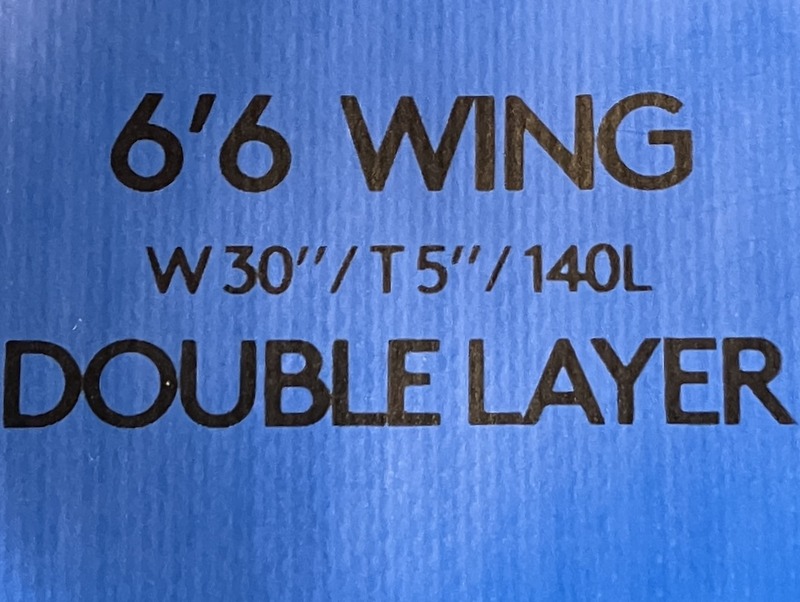 6'6 WING
W 30"/ T 5"/ 140L
DOUBLE LAYER